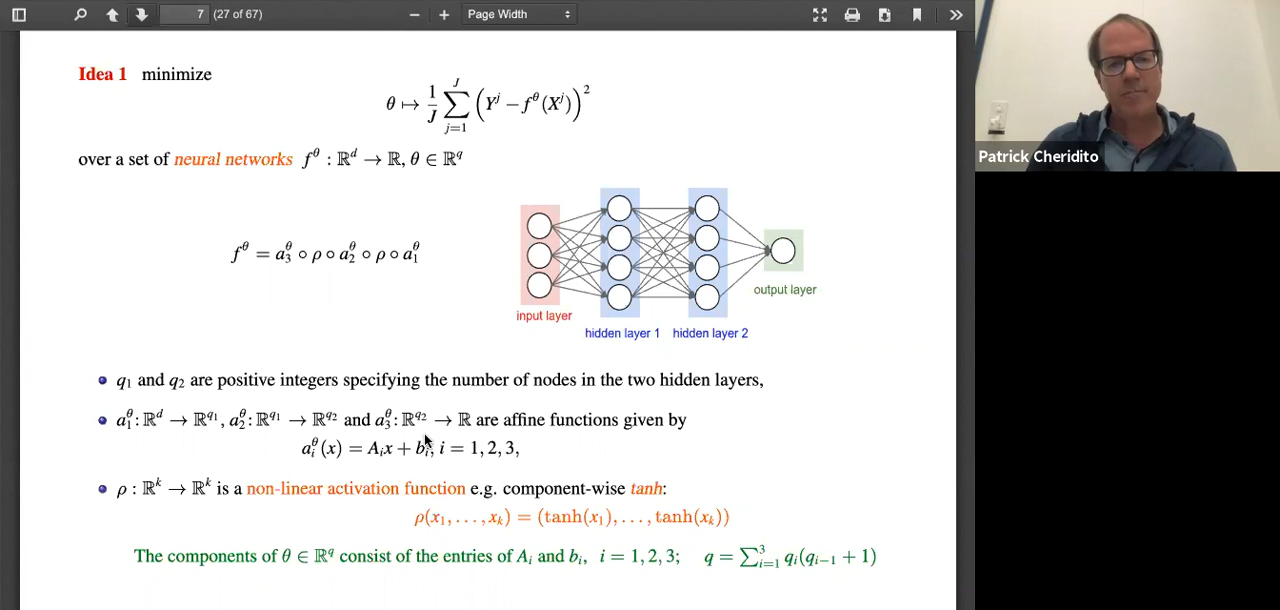 7 (27 of 67) Page Width
Idea 1 minimize
θ ↦ 1/J ∑_{j=1}^{J} (Y^j − f^θ(X^j))^2
over a set of neural networks f^θ : ℝ^d → ℝ, θ ∈ ℝ^q
f^θ = a_3^θ ∘ ρ ∘ a_2^θ ∘ ρ ∘ a_1^θ
input layer
hidden layer 1 hidden layer 2
output layer
q_1 and q_2 are positive integers specifying the number of nodes in the two hidden layers,
a_1^θ : ℝ^d → ℝ^{q_1}, a_2^θ : ℝ^{q_1} → ℝ^{q_2} and a_3^θ : ℝ^{q_2} → ℝ are affine functions given by
a_i^θ(x) = A_i x + b_i, i = 1, 2, 3,
ρ : ℝ^k → ℝ^k is a non-linear activation function e.g. component-wise tanh:
ρ(x_1, . . . , x_k) = (tanh(x_1), . . . , tanh(x_k))
The components of θ ∈ ℝ^q consist of the entries of A_i and b_i, i = 1, 2, 3; q = ∑_{i=1}^{3} q_i(q_{i−1} + 1)
Patrick Cheridito